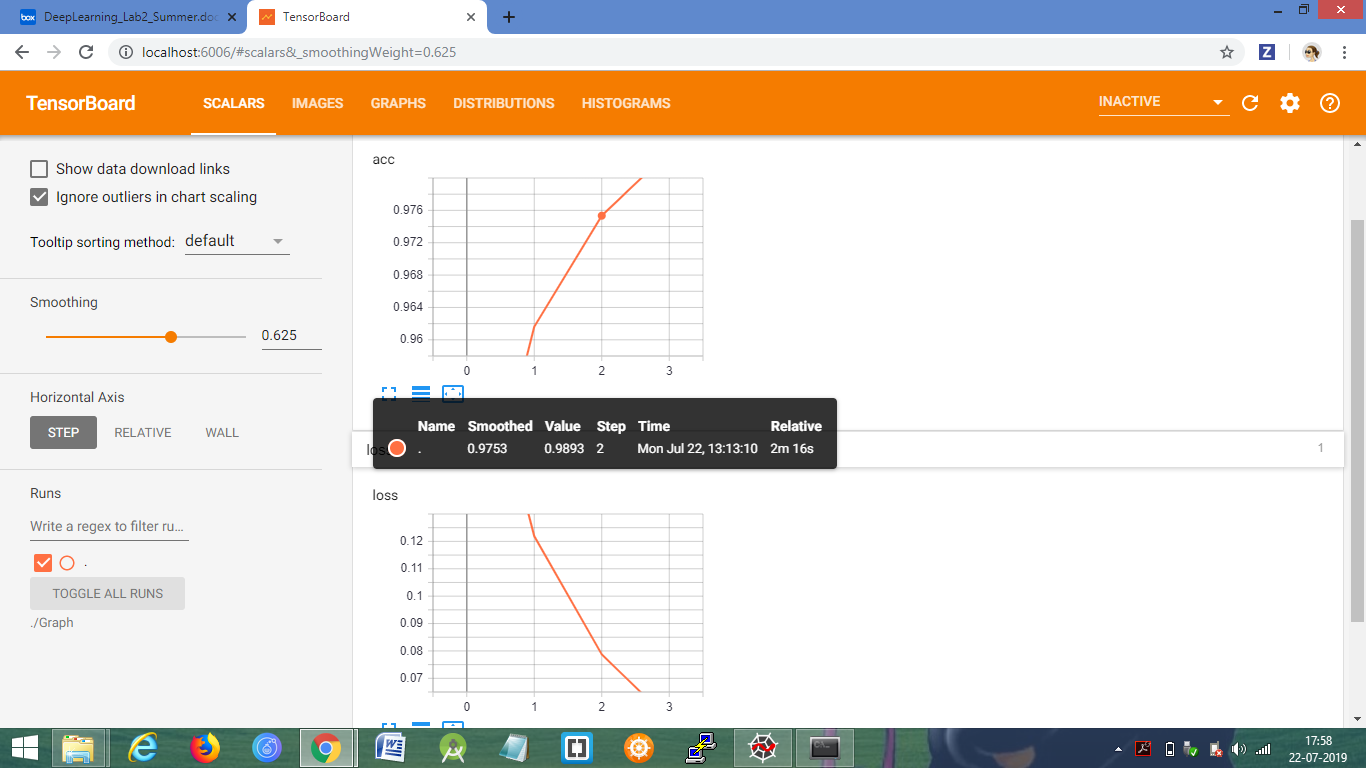 box DeepLearning_Lab2_Summer.doc
TensorBoard
localhost:6006/#scalars&_smoothingWeight=0.625
Z
TensorBoard
SCALARS IMAGES GRAPHS DISTRIBUTIONS HISTOGRAMS
INACTIVE
Show data download links
Ignore outliers in chart scaling
Tooltip sorting method: default
Smoothing
0.625
Horizontal Axis
STEP RELATIVE WALL
Runs
Write a regex to filter ru...
.
TOGGLE ALL RUNS
./Graph
acc
0.976
0.972
0.968
0.964
0.96
0 1 2 3
Name Smoothed Value Step Time Relative
. 0.9753 0.9893 2 Mon Jul 22, 13:13:10 2m 16s
1
loss
0.12
0.11
0.1
0.09
0.08
0.07
0 1 2 3
17:58
22-07-2019